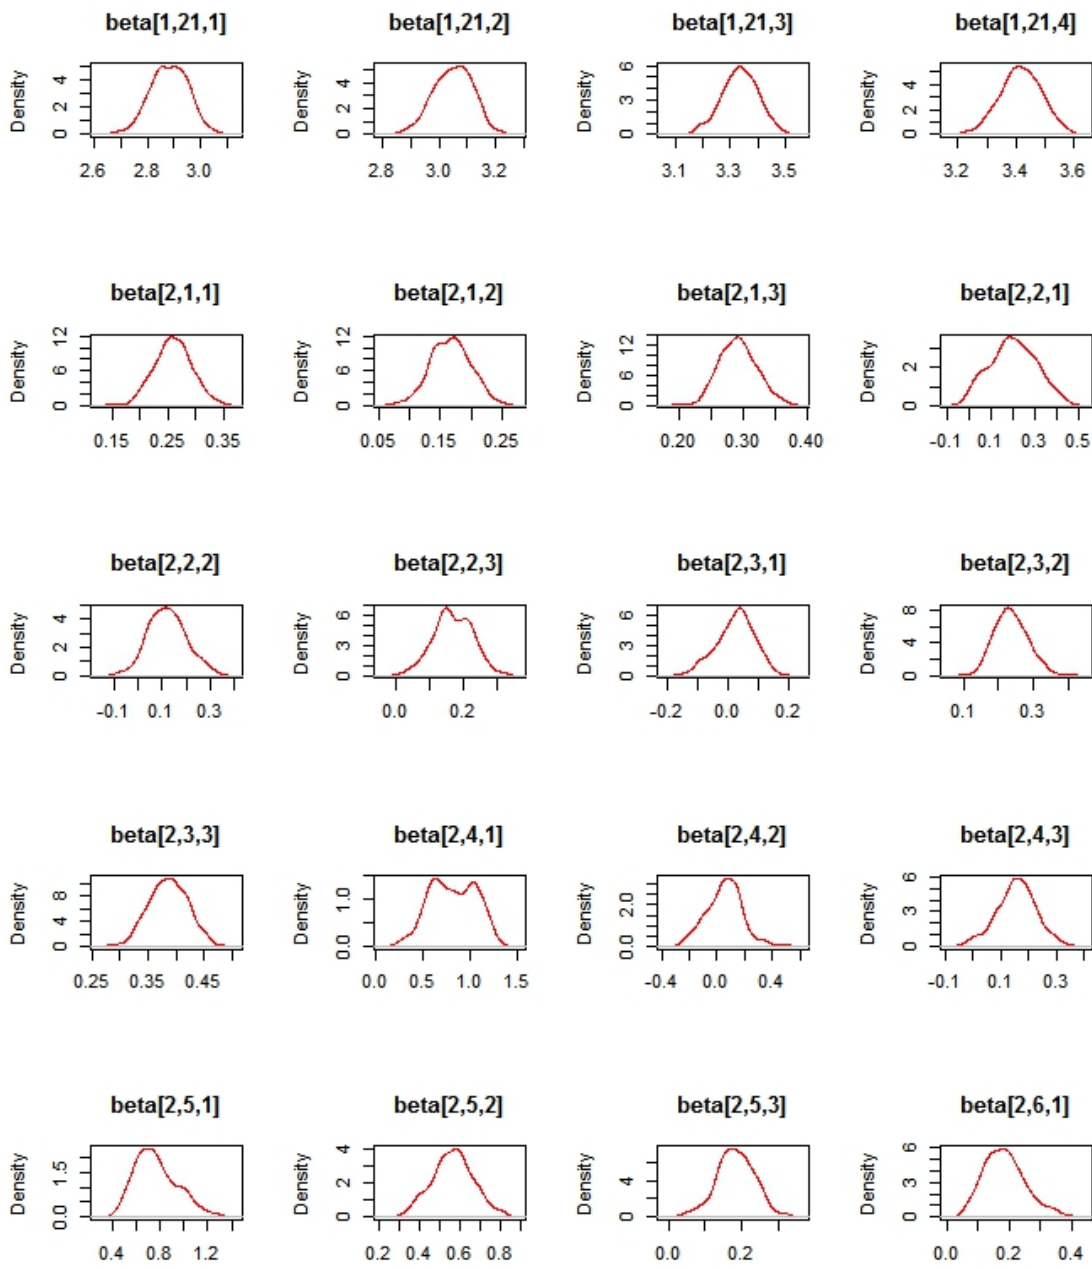 beta[1,21,1] beta[1,21,2] beta[1,21,3] beta[1,21,4]
Density 0 2 4 Density 0 2 4 Density 0 3 6 Density 0 2 4
2.6 2.8 3.0 2.8 3.0 3.2 3.1 3.3 3.5 3.2 3.4 3.6
beta[2,1,1] beta[2,1,2] beta[2,1,3] beta[2,2,1]
Density 0 6 12 Density 0 6 12 Density 0 6 12 Density 0 2
0.15 0.25 0.35 0.05 0.15 0.25 0.20 0.30 0.40 -0.1 0.1 0.3 0.5
beta[2,2,2] beta[2,2,3] beta[2,3,1] beta[2,3,2]
Density 0 2 4 Density 0 3 6 Density 0 3 6 Density 0 4 8
-0.1 0.1 0.3 0.0 0.2 -0.2 0.0 0.2 0.1 0.3
beta[2,3,3] beta[2,4,1] beta[2,4,2] beta[2,4,3]
Density 0 4 8 Density 0.0 1.0 Density 0.0 2.0 Density 0 3 6
0.25 0.35 0.45 0.0 0.5 1.0 1.5 -0.4 0.0 0.4 -0.1 0.1 0.3
beta[2,5,1] beta[2,5,2] beta[2,5,3] beta[2,6,1]
Density 0.0 1.5 Density 0 2 4 Density 0 4 Density 0 3 6
0.4 0.8 1.2 0.2 0.4 0.6 0.8 0.0 0.2 0.0 0.2 0.4